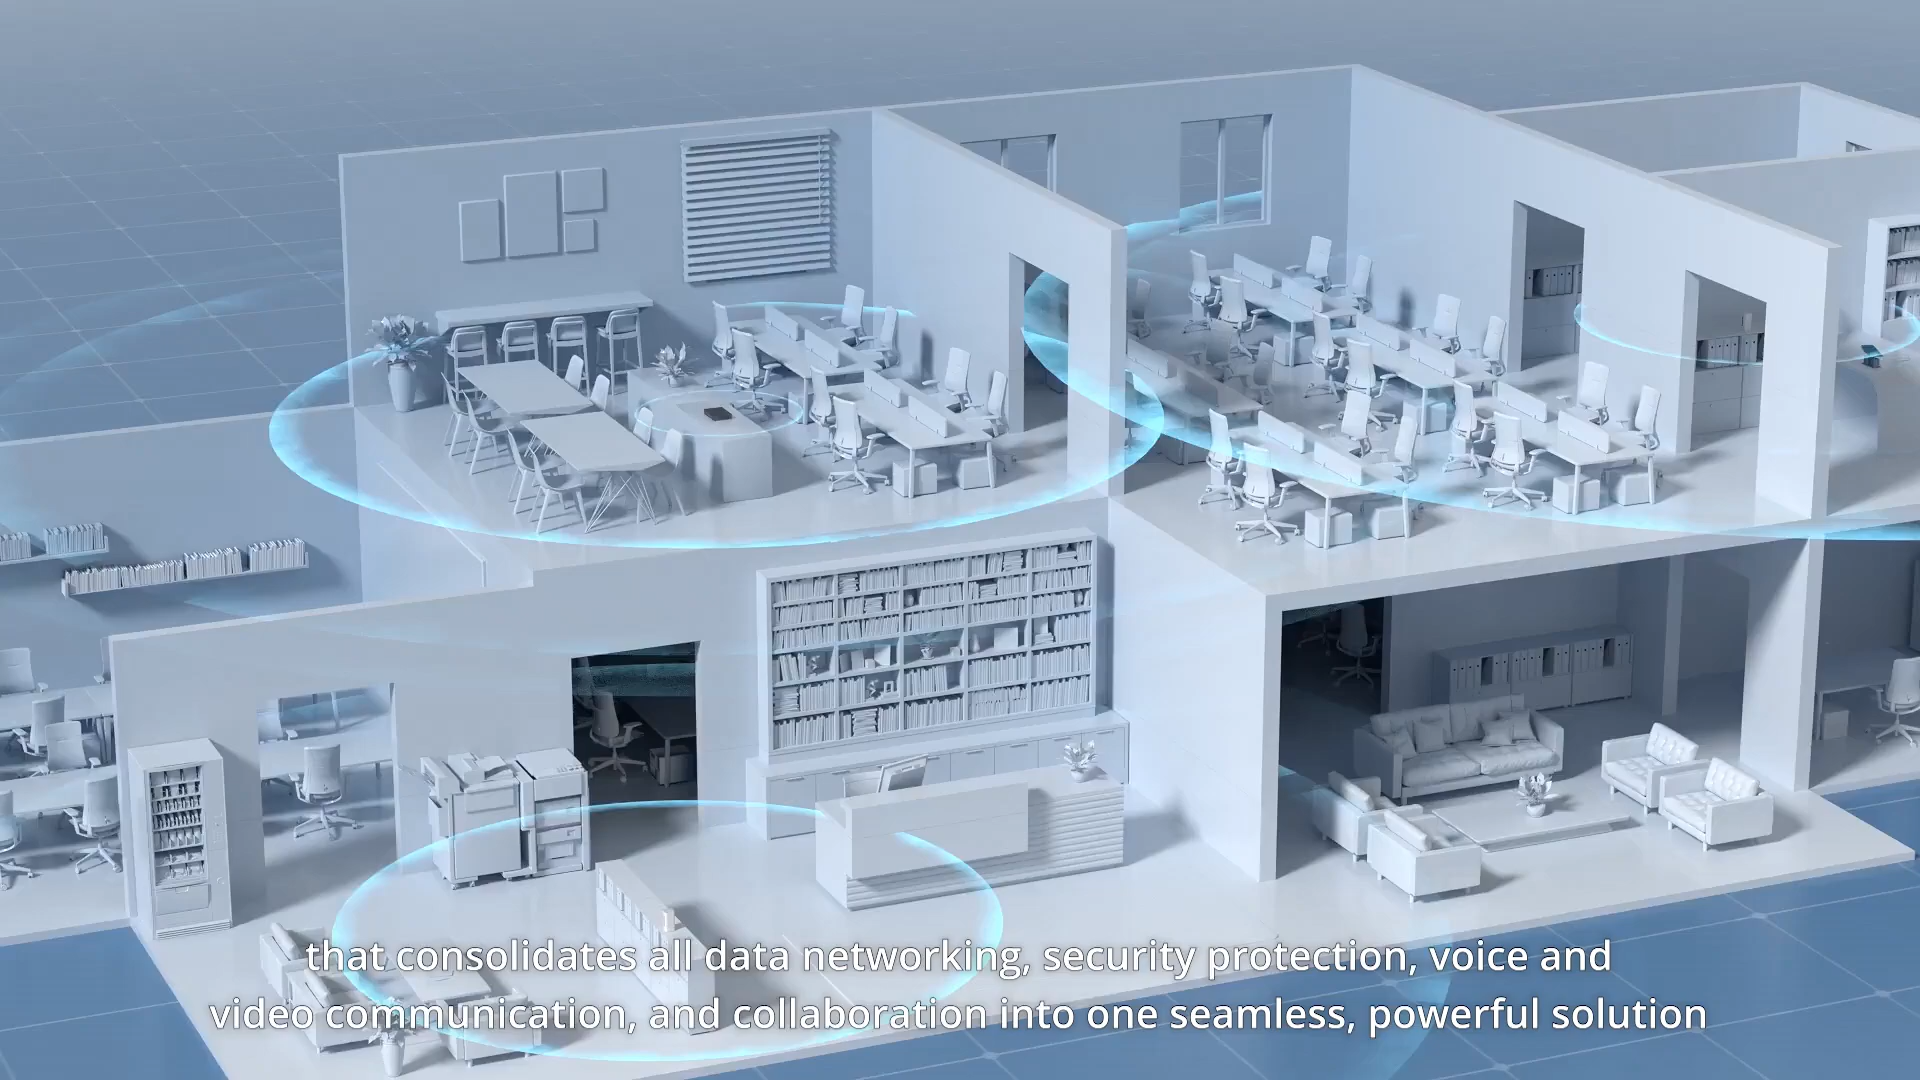 that consolidates all data networking, security protection, voice and
video communication, and collaboration into one seamless, powerful solution